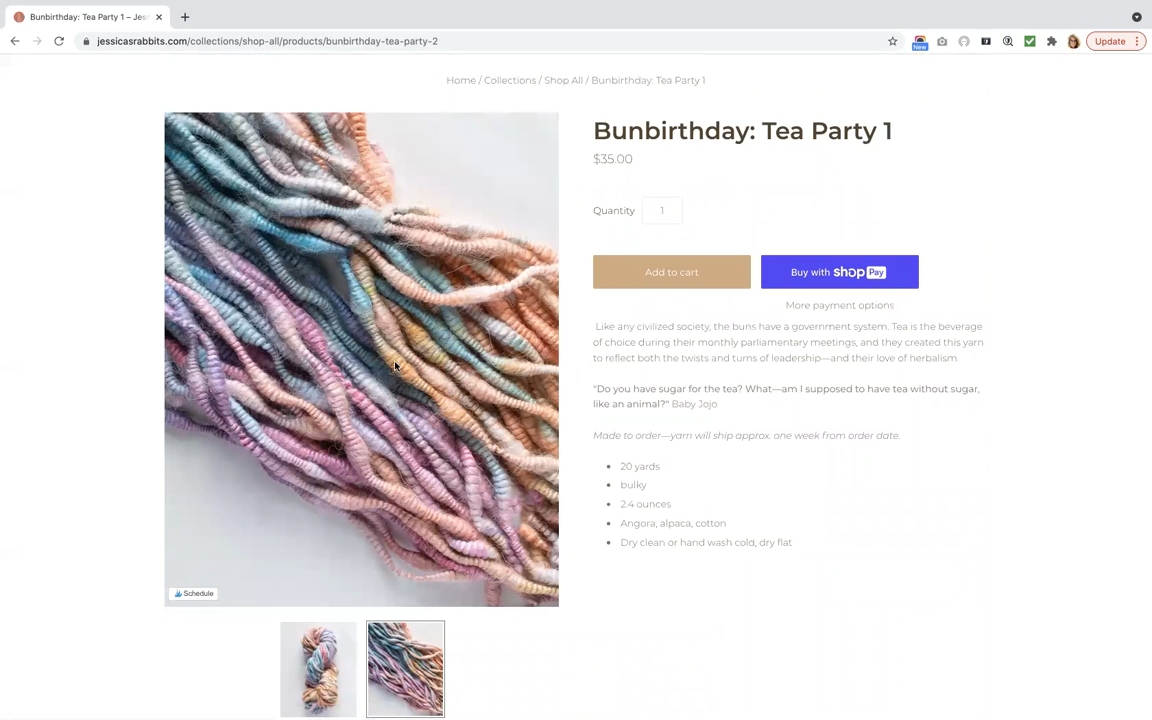 Bunbirthday: Tea Party 1 – Jess
jessicasrabbits.com/collections/shop-all/products/bunbirthday-tea-party-2
New
Update
Home / Collections / Shop All / Bunbirthday: Tea Party 1
Bunbirthday: Tea Party 1
$35.00
Quantity
1
Add to cart
Buy with shop Pay
More payment options
Like any civilized society, the buns have a government system. Tea is the beverage
of choice during their monthly parliamentary meetings, and they created this yarn
to reflect both the twists and turns of leadership—and their love of herbalism.
"Do you have sugar for the tea? What—am I supposed to have tea without sugar,
like an animal?" Baby Jojo
Made to order—yarn will ship approx. one week from order date.
20 yards
bulky
2.4 ounces
Angora, alpaca, cotton
Dry clean or hand wash cold, dry flat
Schedule